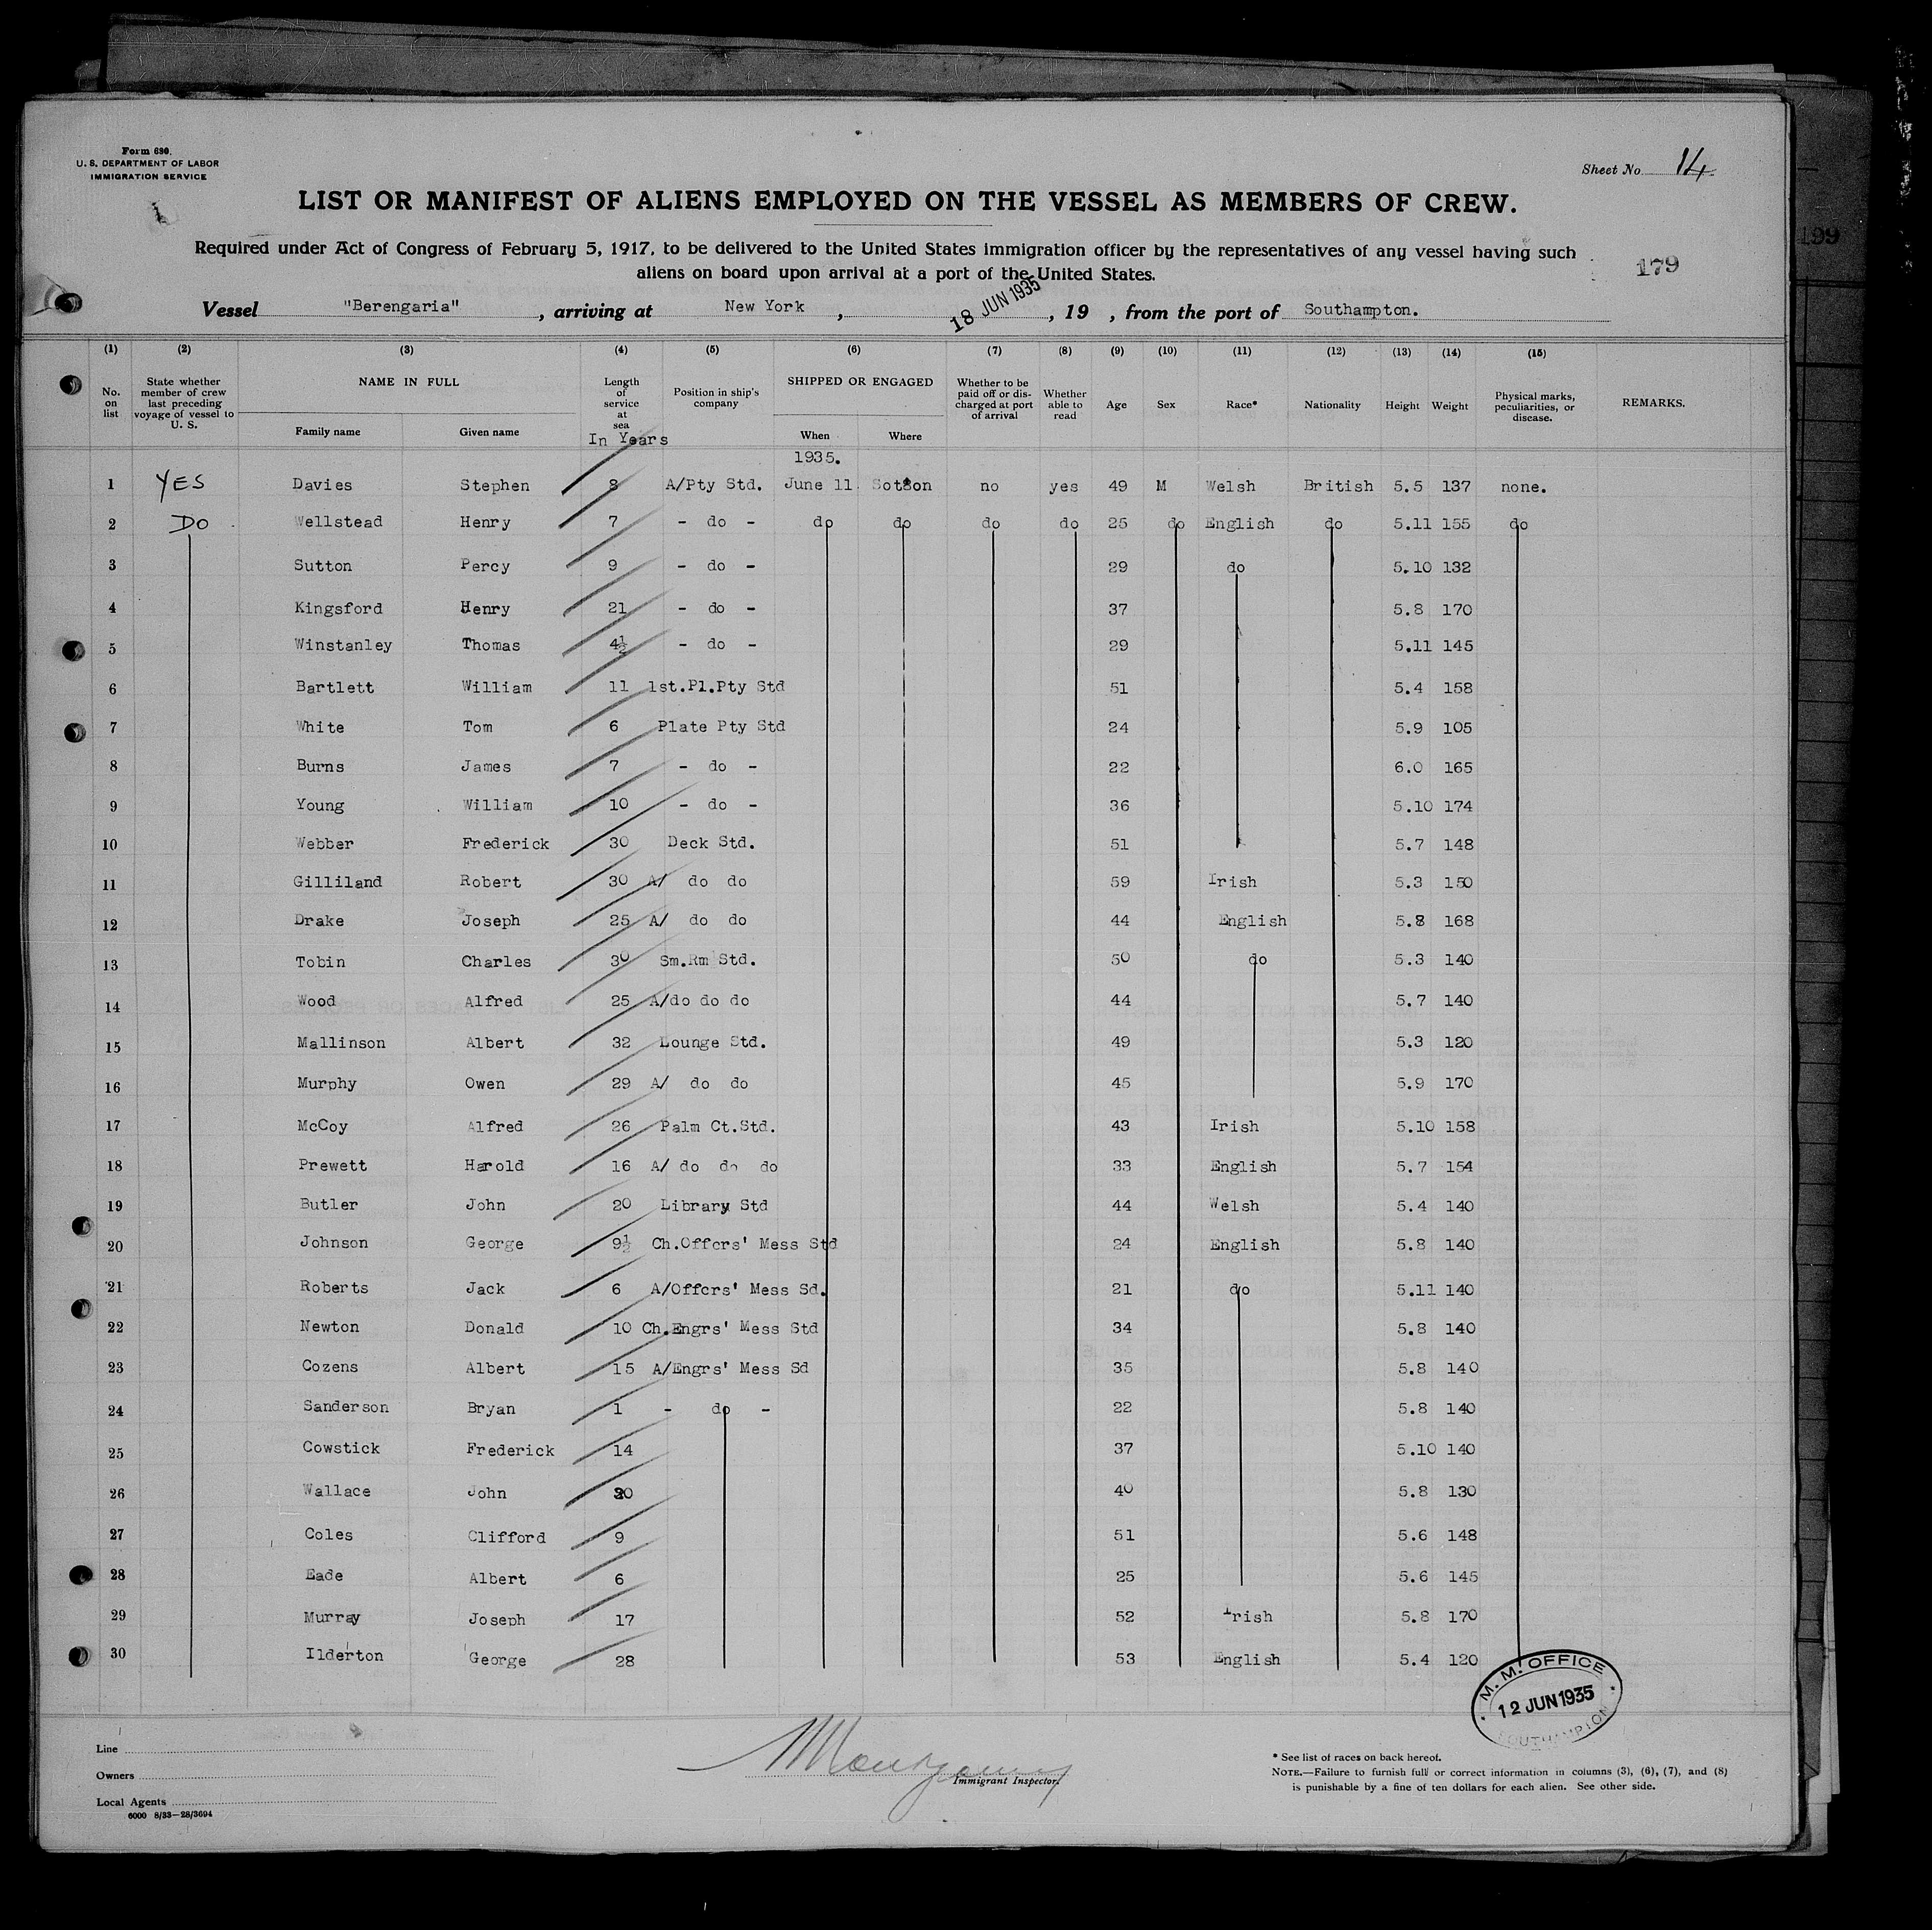 Form 680.
U. S. DEPARTMENT OF LABOR
IMMIGRATION SERVICE
Sheet No. 14
LIST OR MANIFEST OF ALIENS EMPLOYED ON THE VESSEL AS MEMBERS OF CREW.
Required under Act of Congress of February 5, 1917, to be delivered to the United States immigration officer by the representatives of any vessel having such
aliens on board upon arrival at a port of the United States.
179
199
Vessel "Berengaria", arriving at New York, 18 JUN 1935, 19 , from the port of Southampton.
(1) (2) (3) (4) (5) (6) (7) (8) (9) (10) (11) (12) (13) (14) (15)
No. on list
State whether member of crew last preceding voyage of vessel to U. S.
NAME IN FULL
Family name
Given name
Length of service at sea
In Years
Position in ship's company
SHIPPED OR ENGAGED
When
Where
Whether to be paid off or discharged at port of arrival
Whether able to read
Age
Sex
Race*
Nationality
Height
Weight
Physical marks, peculiarities, or disease.
REMARKS.
1935.
1 YES Davies Stephen 8 A/Pty Std. June 11 Sotton no yes 49 M Welsh British 5.5 137 none.
2 DO Wellstead Henry 7 - do - do do do do 25 do English do 5.11 155 do
3 Sutton Percy 9 - do - 29 do 5.10 132
4 Kingsford Henry 21 - do - 37 5.8 170
5 Winstanley Thomas 4½ - do - 29 5.11 145
6 Bartlett William 11 1st.Pl.Pty Std 51 5.4 158
7 White Tom 6 Plate Pty Std 24 5.9 105
8 Burns James 7 - do - 22 6.0 165
9 Young William 10 - do - 36 5.10 174
10 Webber Frederick 30 Deck Std. 51 5.7 148
11 Gilliland Robert 30 A/ do do 59 Irish 5.3 150
12 Drake Joseph 25 A/ do do 44 English 5.8 168
13 Tobin Charles 30 Sm.Rm Std. 50 do 5.3 140
14 Wood Alfred 25 A/do do do 44 5.7 140
15 Mallinson Albert 32 Lounge Std. 49 5.3 120
16 Murphy Owen 29 A/ do do 45 5.9 170
17 McCoy Alfred 26 Palm Ct.Std. 43 Irish 5.10 158
18 Prewett Harold 16 A/ do do do 33 English 5.7 154
19 Butler John 20 Library Std 44 Welsh 5.4 140
20 Johnson George 9½ Ch.Offcrs' Mess Std 24 English 5.8 140
21 Roberts Jack 6 A/Offcrs' Mess Sd. 21 do 5.11 140
22 Newton Donald 10 Ch.Engrs' Mess Std 34 5.8 140
23 Cozens Albert 15 A/Engrs' Mess Sd 35 5.8 140
24 Sanderson Bryan 1 - do - 22 5.8 140
25 Cowstick Frederick 14 37 5.10 140
26 Wallace John 20 40 5.8 130
27 Coles Clifford 9 51 5.6 148
28 Eade Albert 6 25 5.6 145
29 Murray Joseph 17 52 Irish 5.8 170
30 Ilderton George 28 53 English 5.4 120
M. M. OFFICE
12 JUN 1935
SOUTHAMPTON
Line
Owners
Local Agents
6000 8/33—28/3694
Montgomery
Immigrant Inspector.
* See list of races on back hereof.
NOTE.—Failure to furnish full or correct information in columns (3), (6), (7), and (8)
is punishable by a fine of ten dollars for each alien. See other side.